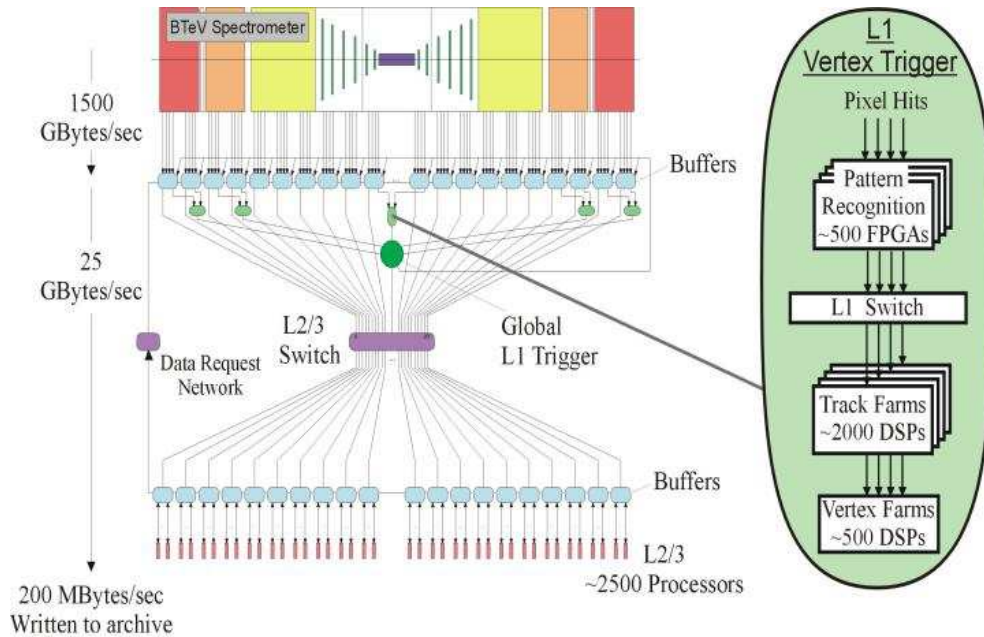 BTeV Spectrometer
1500
GBytes/sec
Buffers
25
GBytes/sec
L2/3
Switch
Global
L1 Trigger
Data Request
Network
Buffers
L2/3
~2500 Processors
200 MBytes/sec
Written to archive
L1
Vertex Trigger
Pixel Hits
Pattern
Recognition
~500 FPGAs
L1 Switch
Track Farms
~2000 DSPs
Vertex Farms
~500 DSPs